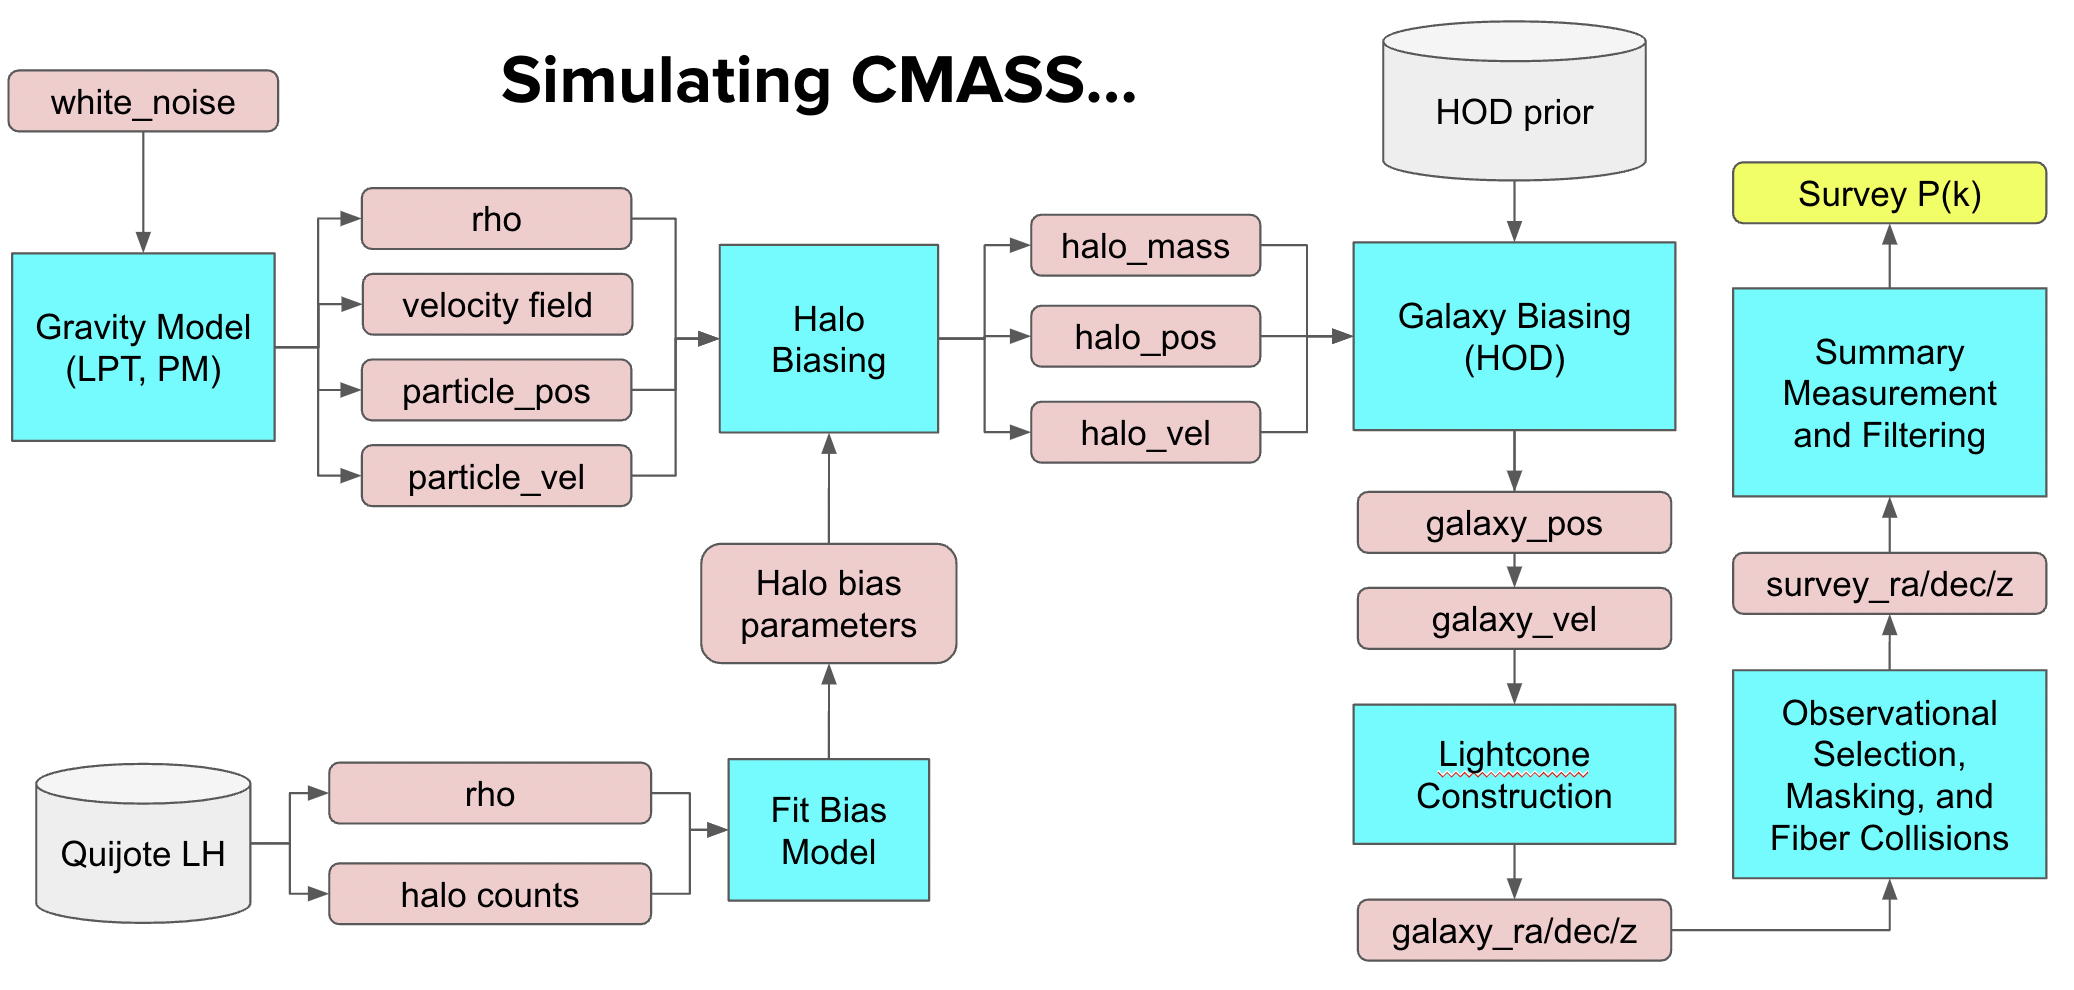 Simulating CMASS...
white_noise
Gravity Model
(LPT, PM)
rho
velocity field
particle_pos
particle_vel
Halo
Biasing
Halo bias
parameters
Quijote LH
rho
halo counts
Fit Bias
Model
halo_mass
halo_pos
halo_vel
HOD prior
Galaxy Biasing
(HOD)
galaxy_pos
galaxy_vel
Lightcone
Construction
galaxy_ra/dec/z
Observational
Selection,
Masking, and
Fiber Collisions
survey_ra/dec/z
Summary
Measurement
and Filtering
Survey P(k)